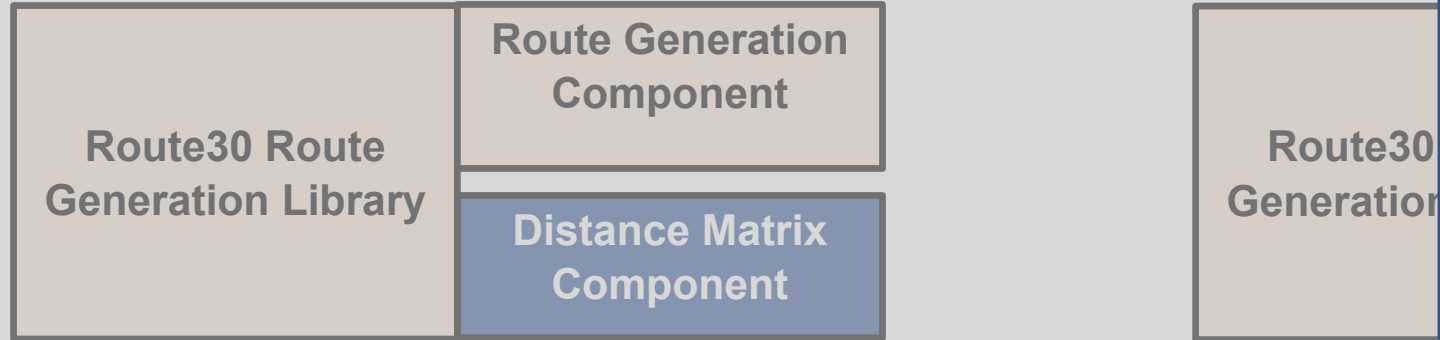 Route30 Route
Generation Library
Route Generation
Component
Distance Matrix
Component
Route30
Generation